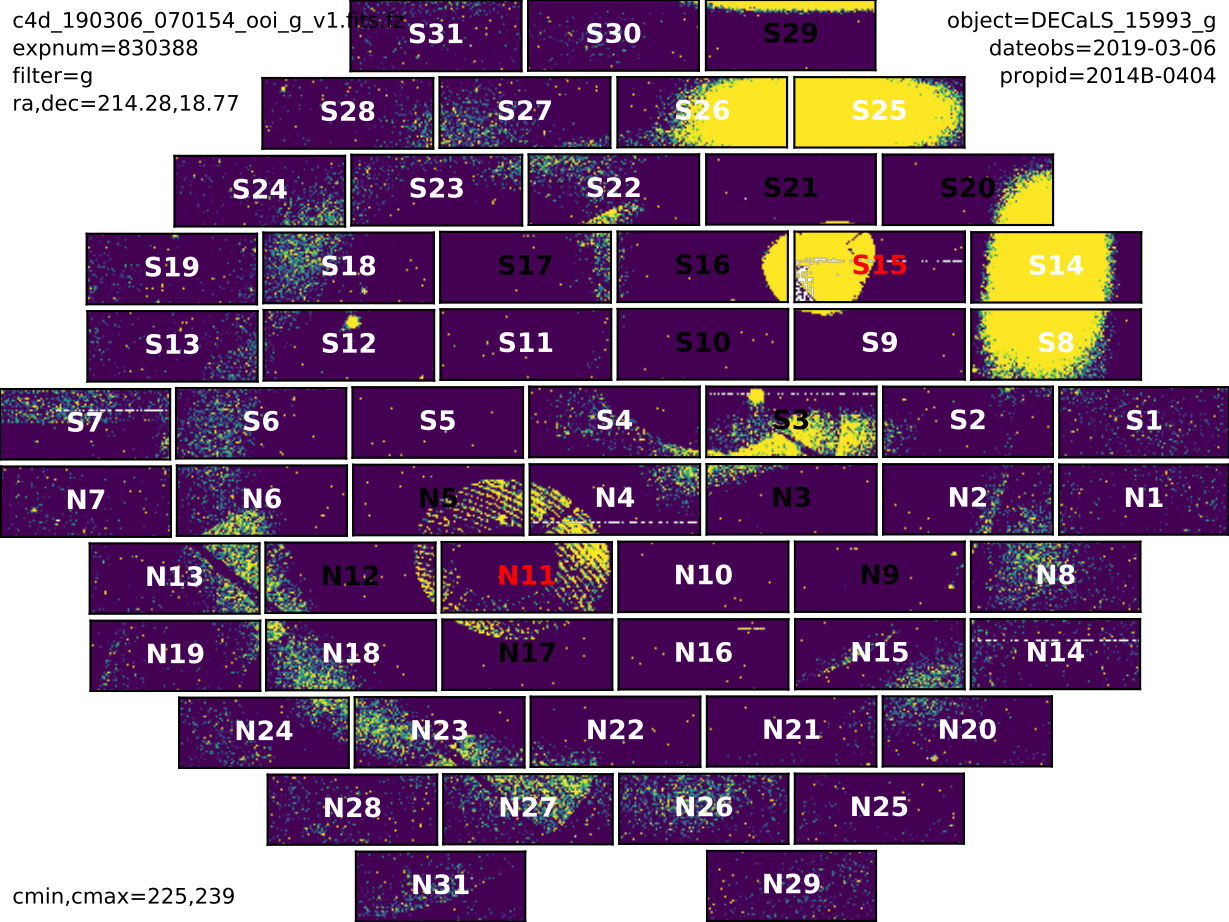 c4d_190306_070154_ooi_g_v1.fits.fz
expnum=830388
filter=g
ra,dec=214.28,18.77
object=DECaLS_15993_g
dateobs=2019-03-06
propid=2014B-0404
S31 S30 S29
S28 S27 S26 S25
S24 S23 S22 S21 S20
S19 S18 S17 S16 S15 S14
S13 S12 S11 S10 S9 S8
S7 S6 S5 S4 S3 S2 S1
N7 N6 N5 N4 N3 N2 N1
N13 N12 N11 N10 N9 N8
N19 N18 N17 N16 N15 N14
N24 N23 N22 N21 N20
N28 N27 N26 N25
N31 N29
cmin,cmax=225,239